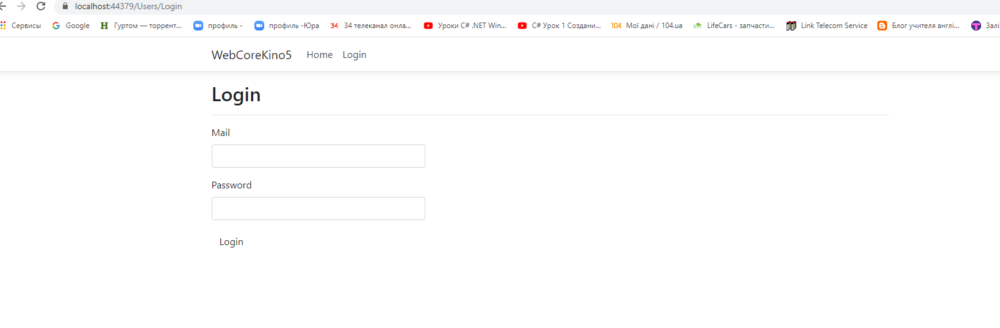 localhost:44379/Users/Login
Сервисы Google Гуртом — торрент... профиль - профиль -Юра 34 телеканал онла... Уроки C# .NET Win... C# Урок 1 Создани... 104 Мої дані / 104.ua LifeCars - запчасти... Link Telecom Service Блог учителя англі... Залі
WebCoreKino5 Home Login
Login
Mail
Password
Login